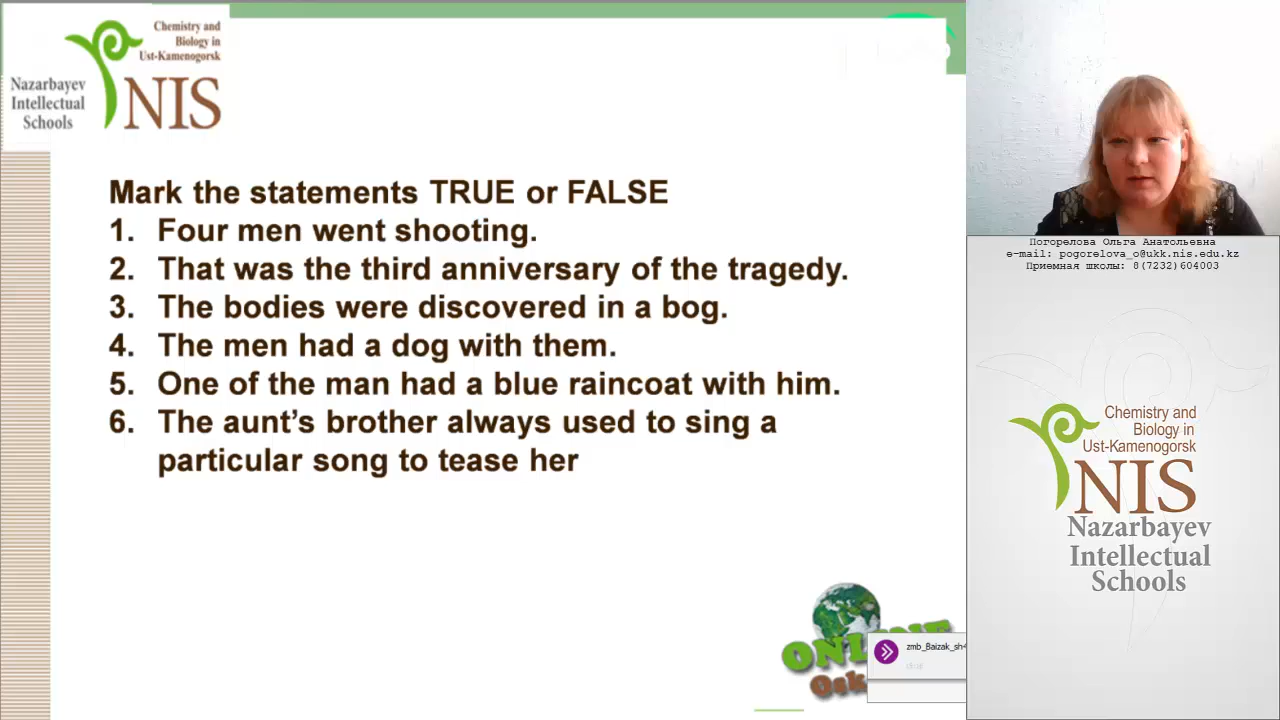 Chemistry and
Biology in
Ust-Kamenogorsk
Nazarbayev
Intellectual
Schools
NIS
Mark the statements TRUE or FALSE
1. Four men went shooting.
2. That was the third anniversary of the tragedy.
3. The bodies were discovered in a bog.
4. The men had a dog with them.
5. One of the man had a blue raincoat with him.
6. The aunt’s brother always used to sing a
particular song to tease her
ONLINE
Osk
zmb_Baizak_sh4
Погорелова Ольга Анатольевна
e-mail: pogorelova_o@ukk.nis.edu.kz
Приемная школы: 8(7232)604003
Chemistry and
Biology in
Ust-Kamenogorsk
NIS
Nazarbayev
Intellectual
Schools